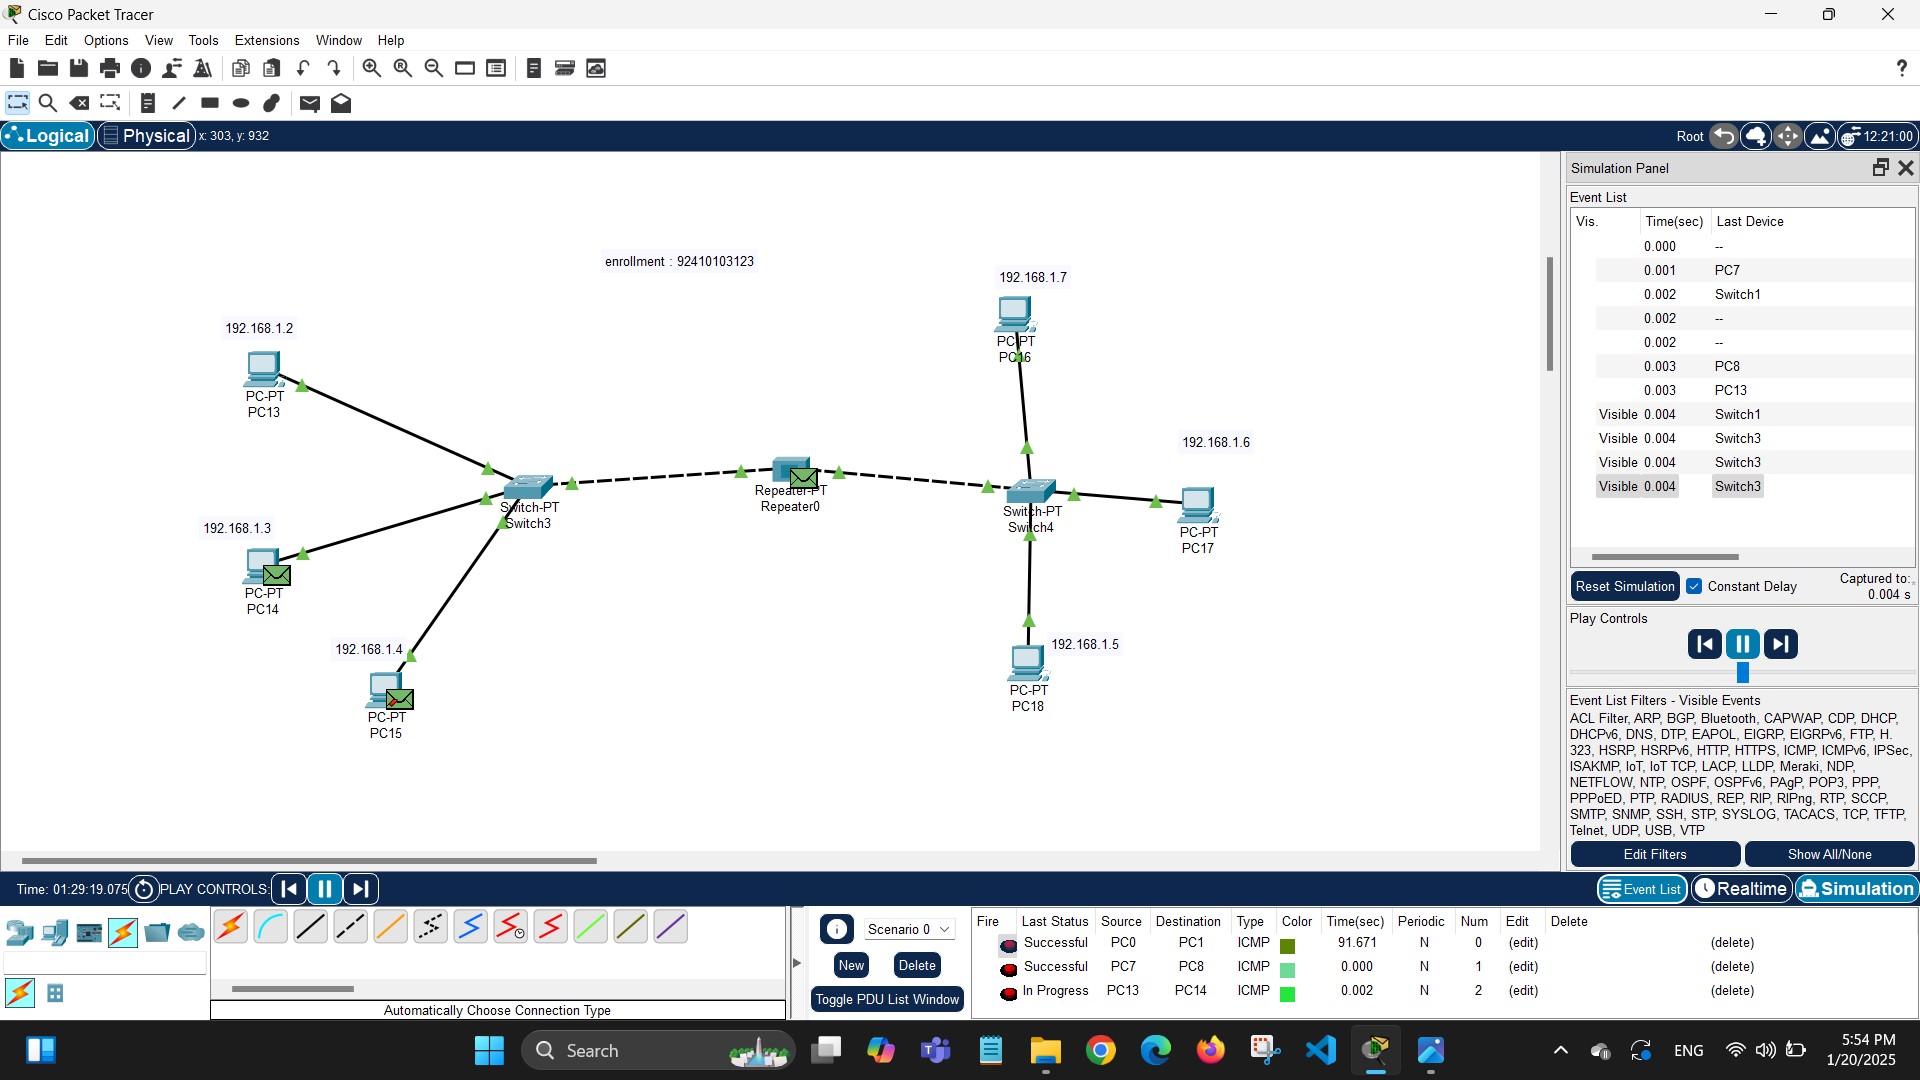 Cisco Packet Tracer
File Edit Options View Tools Extensions Window Help
?
Logical Physical x: 303, y: 932 Root 12:21:00
enrollment : 92410103123
192.168.1.7
PC-PT
PC16
192.168.1.2
PC-PT
PC13
192.168.1.6
PC-PT
PC17
Switch-PT
Switch3
Repeater-PT
Repeater0
Switch-PT
Switch4
192.168.1.3
PC-PT
PC14
192.168.1.4
PC-PT
PC15
192.168.1.5
PC-PT
PC18
Simulation Panel
Event List
Vis. Time(sec) Last Device
0.000 --
0.001 PC7
0.002 Switch1
0.002 --
0.002 --
0.003 PC8
0.003 PC13
Visible 0.004 Switch1
Visible 0.004 Switch3
Visible 0.004 Switch3
Visible 0.004 Switch3
Reset Simulation Constant Delay Captured to:
0.004 s
Play Controls
Event List Filters - Visible Events
ACL Filter, ARP, BGP, Bluetooth, CAPWAP, CDP, DHCP,
DHCPv6, DNS, DTP, EAPOL, EIGRP, EIGRPv6, FTP, H.
323, HSRP, HSRPv6, HTTP, HTTPS, ICMP, ICMPv6, IPSec,
ISAKMP, IoT, IoT TCP, LACP, LLDP, Meraki, NDP,
NETFLOW, NTP, OSPF, OSPFv6, PAgP, POP3, PPP,
PPPoED, PTP, RADIUS, REP, RIP, RIPng, RTP, SCCP,
SMTP, SNMP, SSH, STP, SYSLOG, TACACS, TCP, TFTP,
Telnet, UDP, USB, VTP
Edit Filters Show All/None
Time: 01:29:19.075 PLAY CONTROLS: Event List Realtime Simulation
Automatically Choose Connection Type
Scenario 0
New Delete
Toggle PDU List Window
Fire Last Status Source Destination Type Color Time(sec) Periodic Num Edit Delete
Successful PC0 PC1 ICMP 91.671 N 0 (edit) (delete)
Successful PC7 PC8 ICMP 0.000 N 1 (edit) (delete)
In Progress PC13 PC14 ICMP 0.002 N 2 (edit) (delete)
Search ENG 5:54 PM
1/20/2025